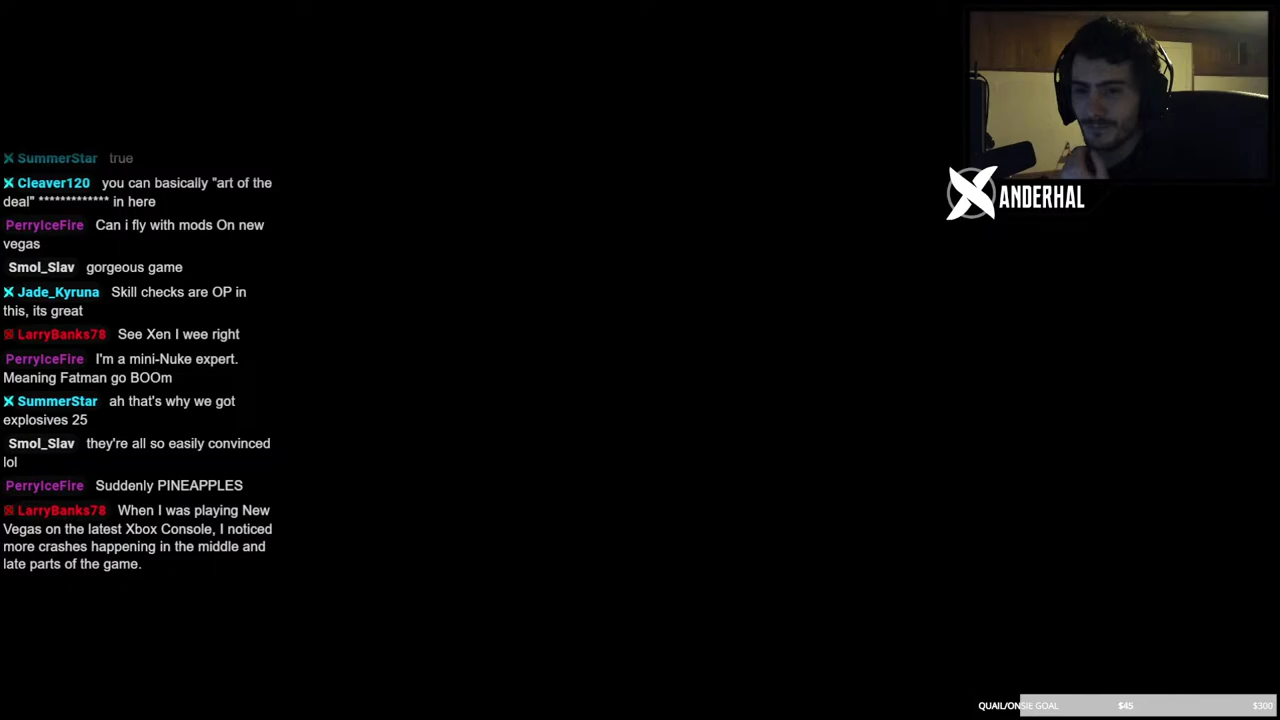 SummerStar true
Cleaver120 you can basically "art of the
deal" ************* in here
PerryIceFire Can i fly with mods On new
vegas
Smol_Slav gorgeous game
Jade_Kyruna Skill checks are OP in
this, its great
LarryBanks78 See Xen I wee right
PerryIceFire I'm a mini-Nuke expert.
Meaning Fatman go BOOm
SummerStar ah that's why we got
explosives 25
Smol_Slav they're all so easily convinced
lol
PerryIceFire Suddenly PINEAPPLES
LarryBanks78 When I was playing New
Vegas on the latest Xbox Console, I noticed
more crashes happening in the middle and
late parts of the game.
XANDERHAL
QUAIL/ONSIE GOAL $45 $300